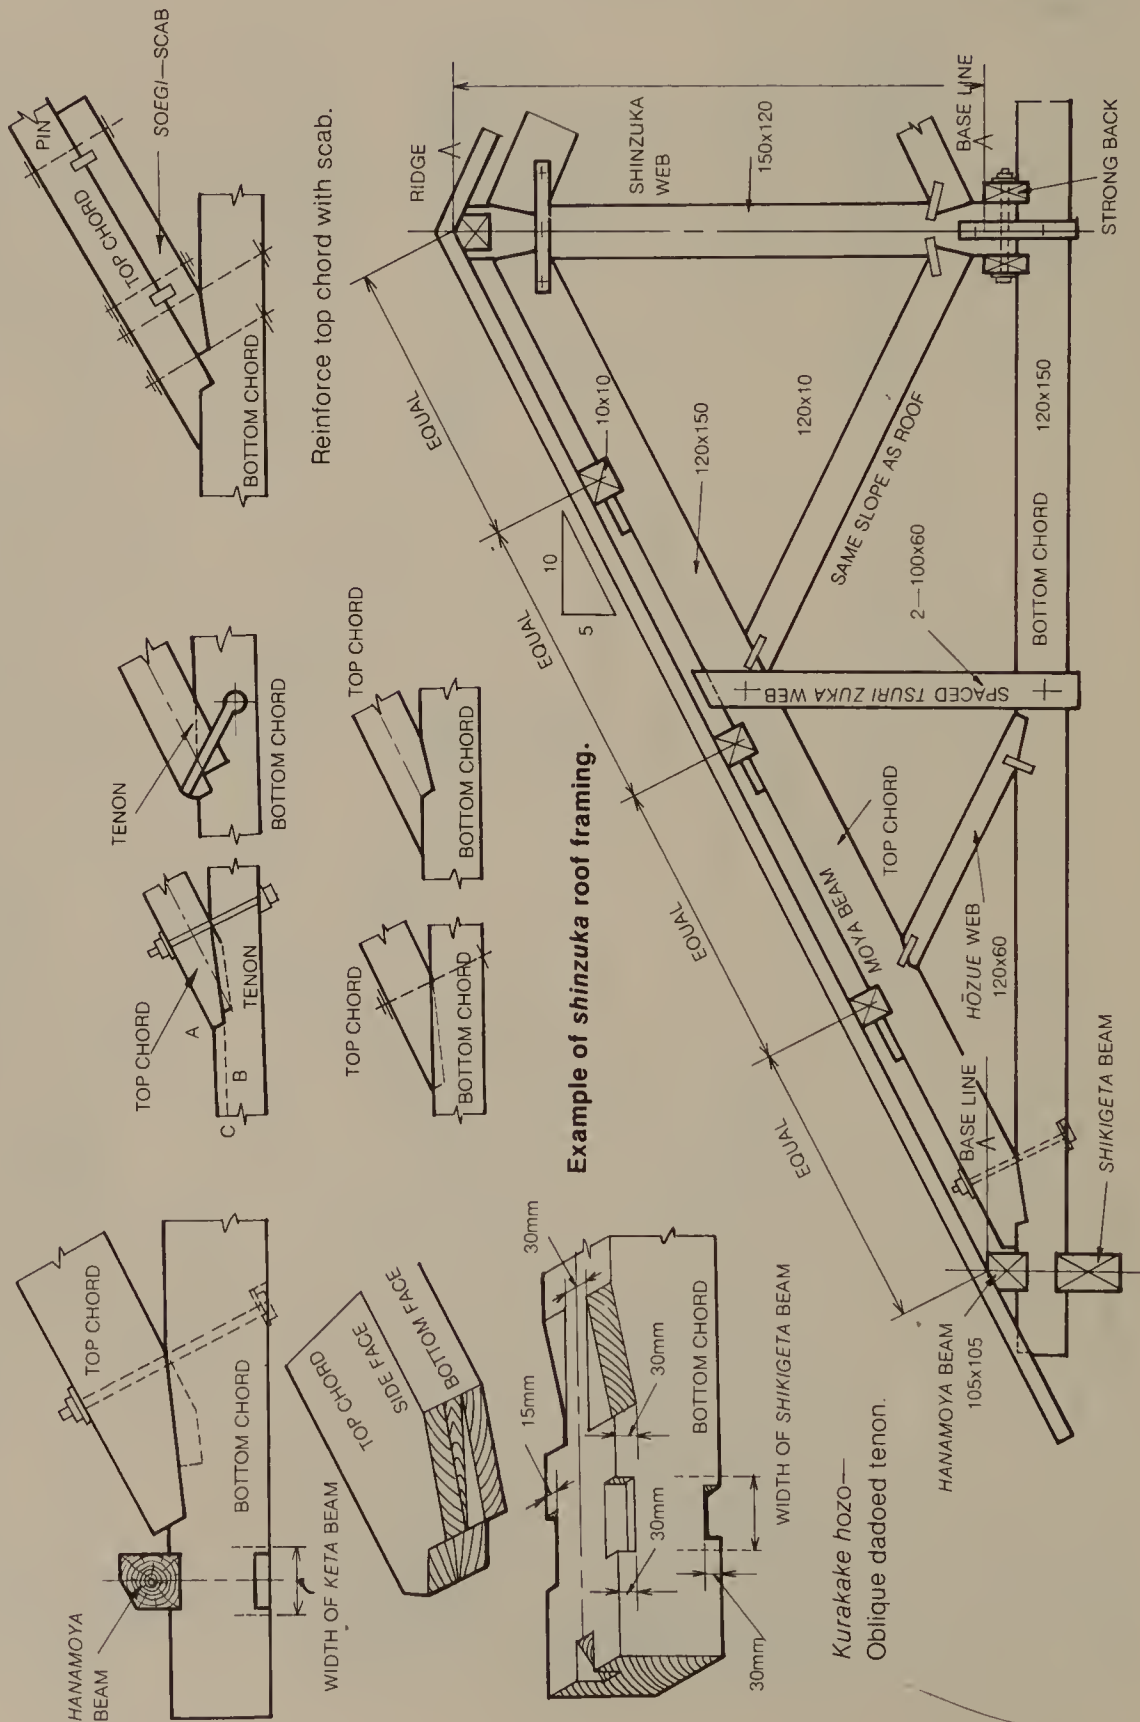 HANAMOYA
BEAM
TOP CHORD
BOTTOM CHORD
WIDTH OF KETA BEAM
TOP CHORD
SIDE FACE
BOTTOM FACE
30mm
15mm
30mm
30mm
BOTTOM CHORD
WIDTH OF SHIKIGETA BEAM
30mm
Kurakake hozo—
Oblique dadoed tenon.
TOP CHORD
A
B
C
TENON
TENON
BOTTOM CHORD
TOP CHORD
BOTTOM CHORD
TOP CHORD
BOTTOM CHORD
PIN
TOP CHORD
SOEGI—SCAB
BOTTOM CHORD
Reinforce top chord with scab.
Example of shinzuka roof framing.
RIDGE
SHINZUKA
WEB
150x120
BASE LINE
STRONG BACK
EQUAL
EQUAL
EQUAL
EQUAL
10x10
10
5
120x150
120x10
SAME SLOPE AS ROOF
2—100x60
SPACED TSURI ZUKA WEB
BOTTOM CHORD
120x150
MOYA BEAM
TOP CHORD
HŌZUE WEB
120x60
BASE LINE
SHIKIGETA BEAM
HANAMOYA BEAM
105x105